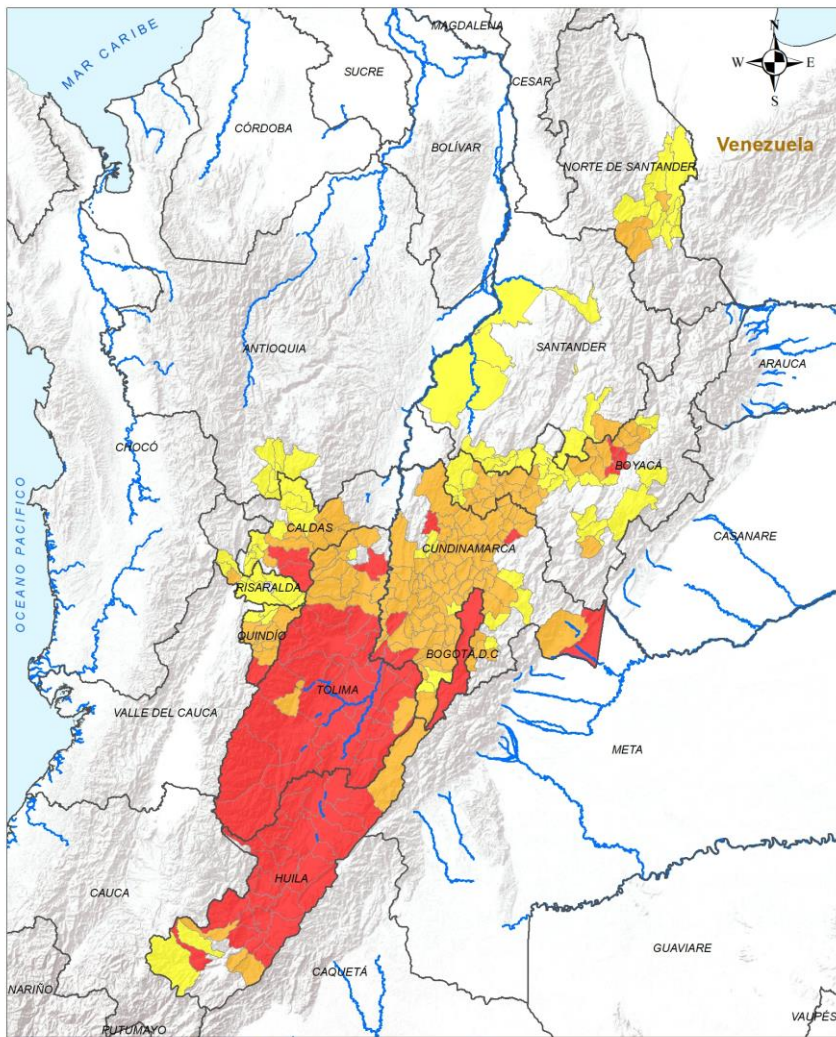 MAGDALENA
MAR CARIBE
SUCRE
CESAR
N
W E
S
CÓRDOBA
BOLÍVAR
Venezuela
NORTE DE SANTANDER
ANTIOQUIA
SANTANDER
ARAUCA
CHOCÓ
BOYACÁ
OCEANO PACIFICO
CALDAS
CUNDINAMARCA
CASANARE
RISARALDA
QUINDÍO
BOGOTÁ D.C
TOLIMA
VALLE DEL CAUCA
META
HUILA
CAUCA
GUAVIARE
CAQUETÁ
NARIÑO
VAUPÉS
PUTUMAYO